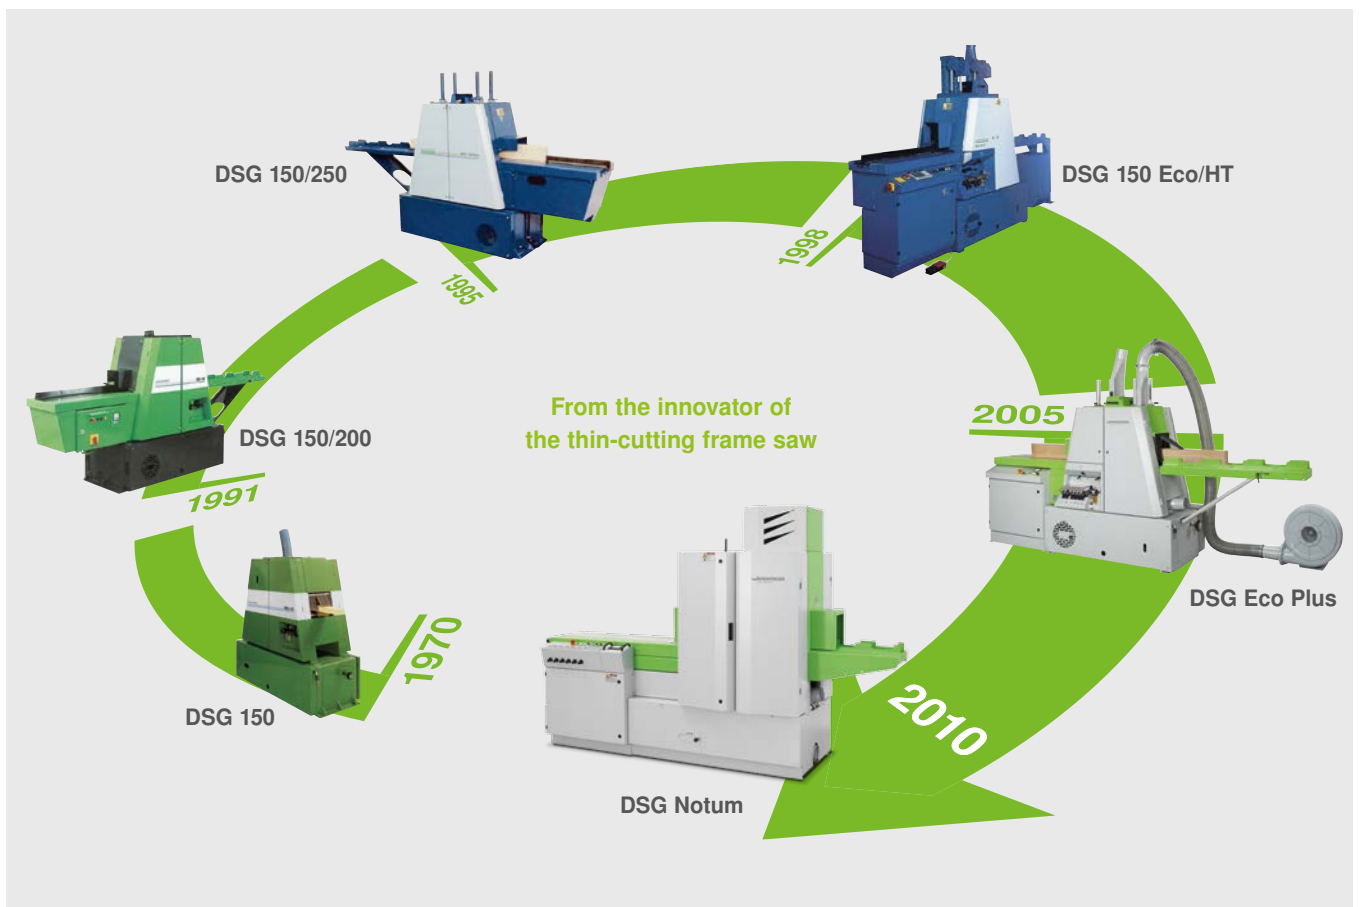 DSG 150/250
DSG 150 Eco/HT
1998
1995
From the innovator of
the thin-cutting frame saw
2005
DSG 150/200
1991
DSG Eco Plus
1970
DSG 150
2010
DSG Notum